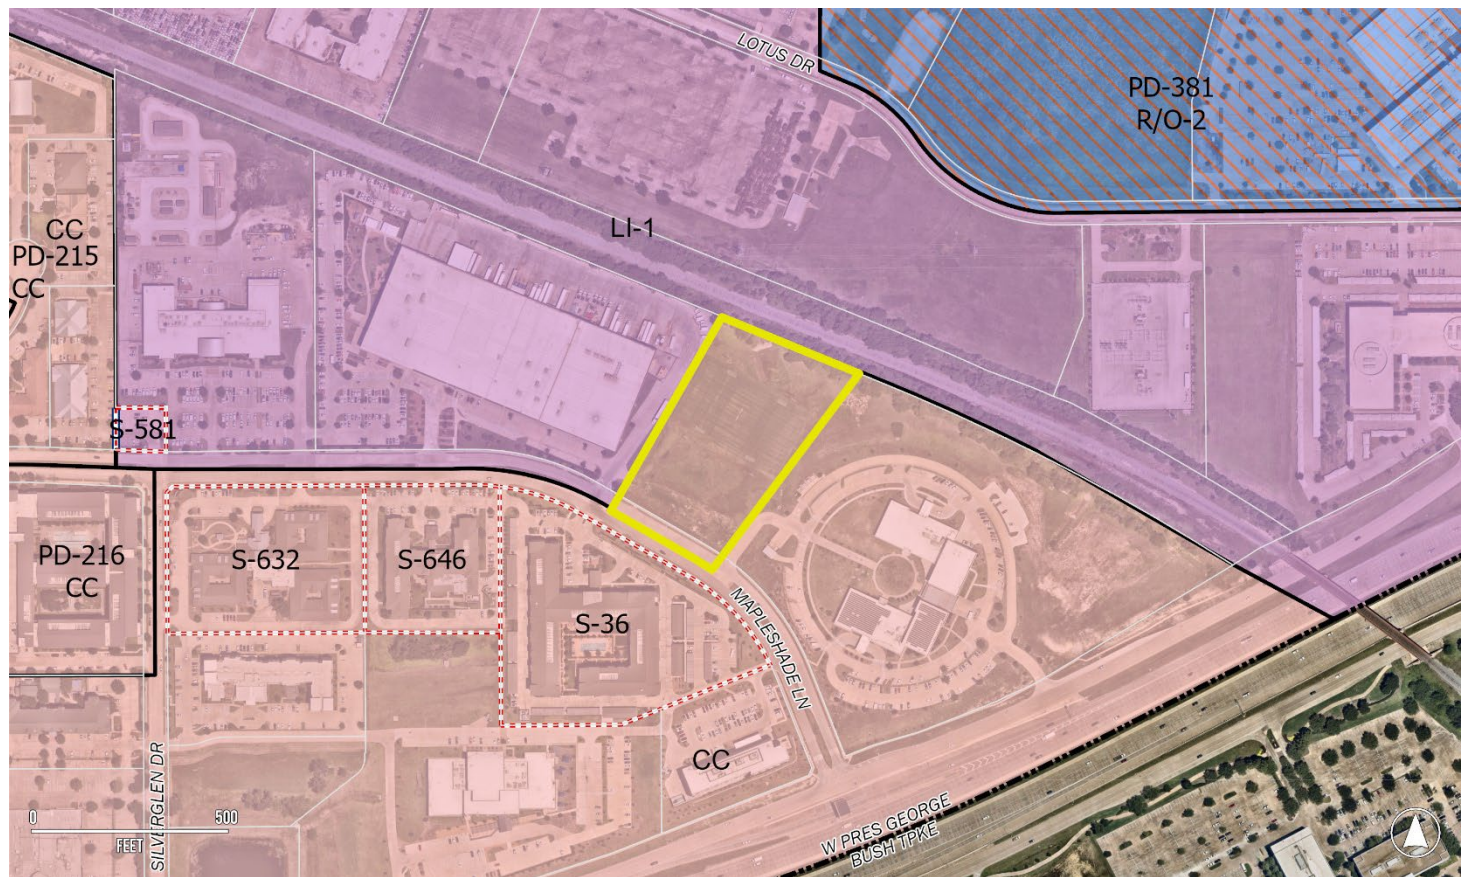 LOTUS DR
PD-381
R/O-2
LI-1
CC
PD-215
CC
S-581
PD-216
CC
S-632
S-646
S-36
MAPLESHADE LN
CC
SILVERGLEN DR
W PRES GEORGE
BUSH TPKE
0 500
FEET